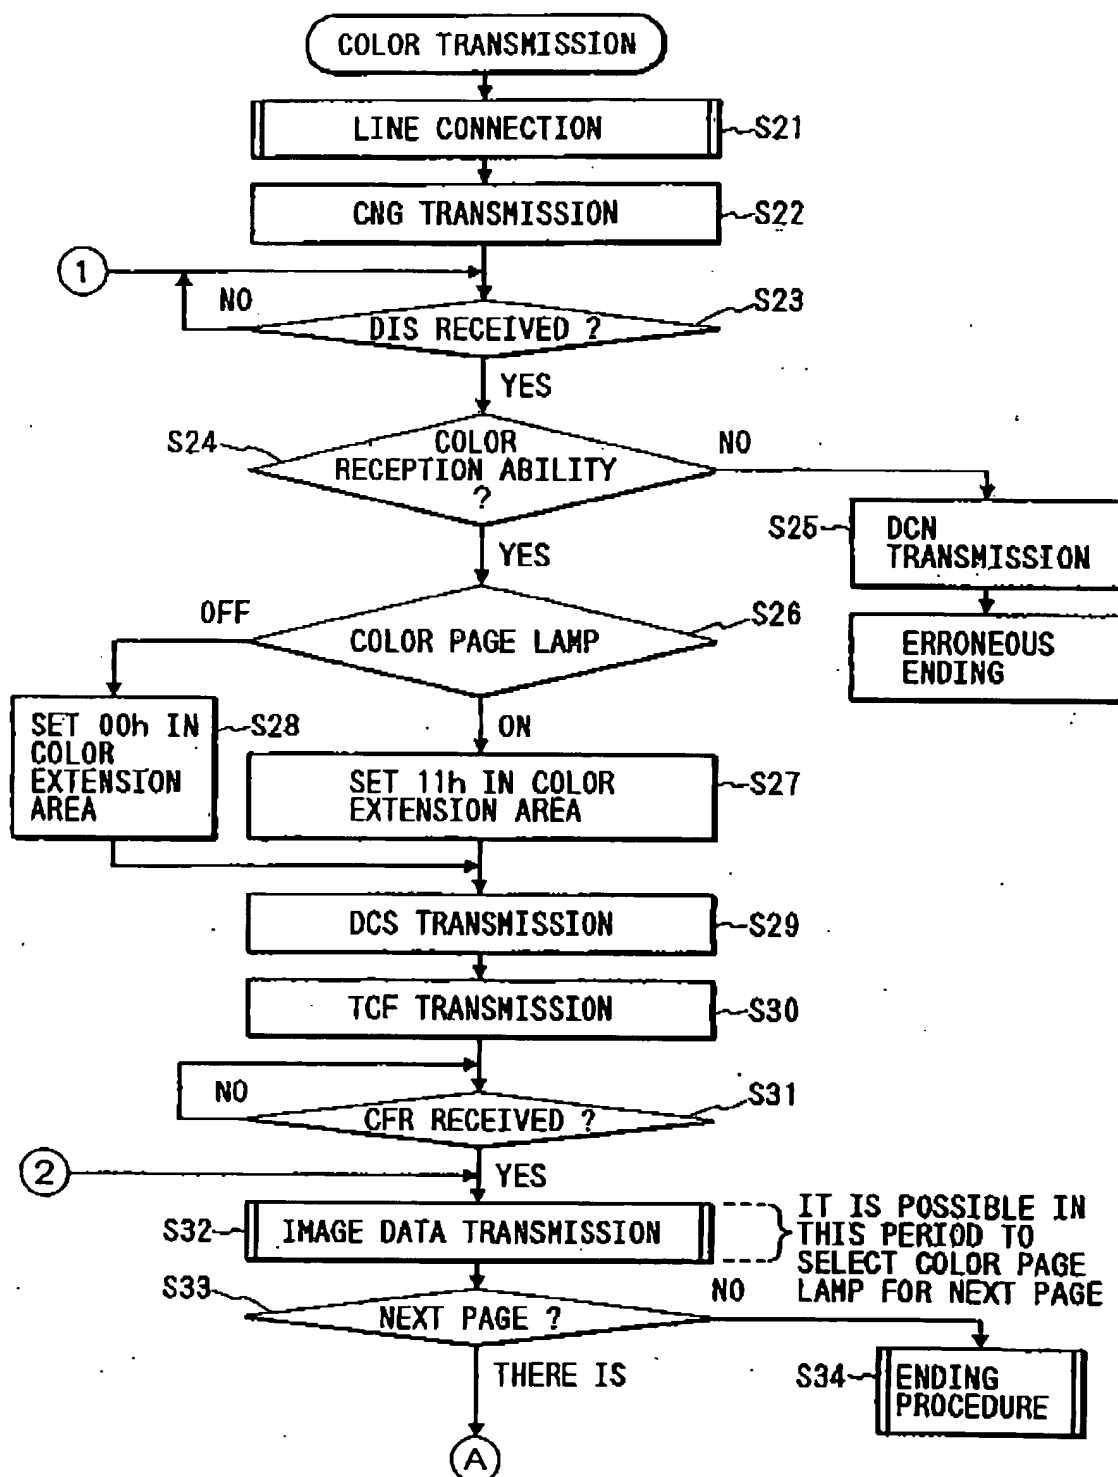 COLOR TRANSMISSION
LINE CONNECTION
S21
CNG TRANSMISSION
S22
1
NO
DIS RECEIVED ?
S23
YES
S24
COLOR
RECEPTION ABILITY
?
NO
S25
DCN
TRANSMISSION
YES
OFF
COLOR PAGE LAMP
S26
ERRONEOUS
ENDING
SET 00h IN
COLOR
EXTENSION
AREA
S28
ON
SET 11h IN COLOR
EXTENSION AREA
S27
DCS TRANSMISSION
S29
TCF TRANSMISSION
S30
NO
CFR RECEIVED ?
S31
2
YES
S32
IMAGE DATA TRANSMISSION
IT IS POSSIBLE IN
THIS PERIOD TO
SELECT COLOR PAGE
LAMP FOR NEXT PAGE
S33
NEXT PAGE ?
NO
THERE IS
S34
ENDING
PROCEDURE
A